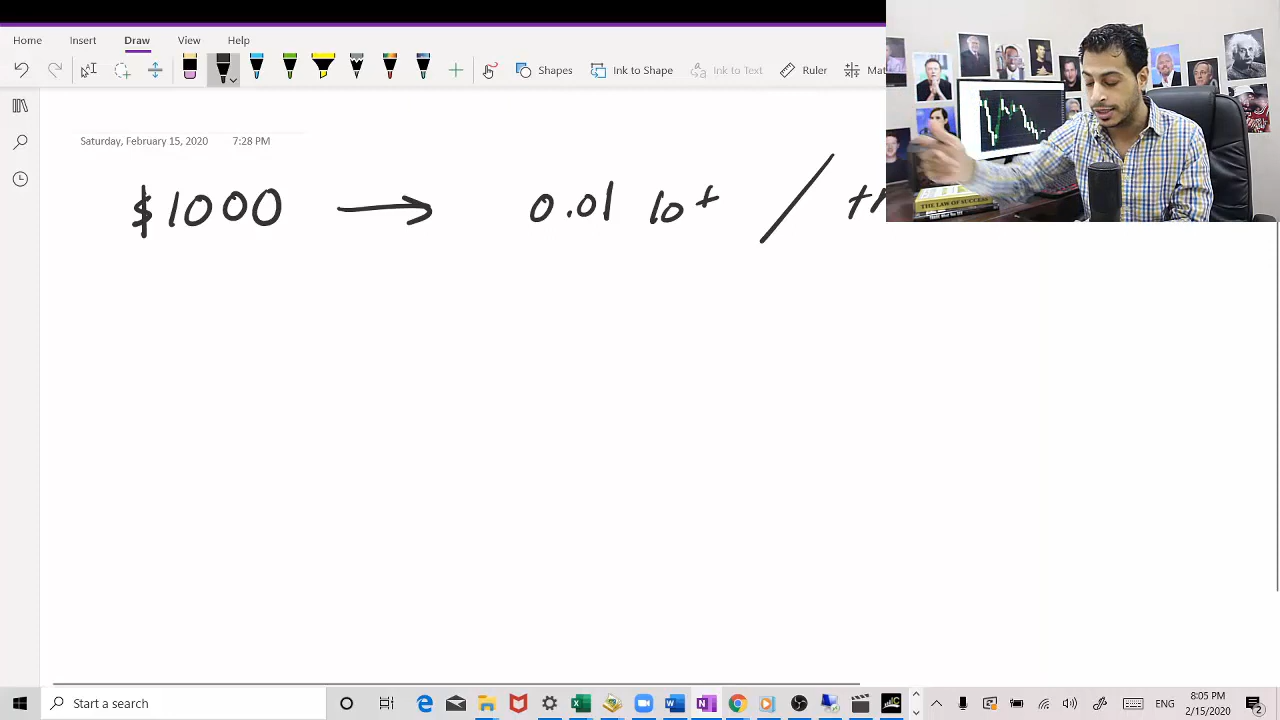 Home Insert Draw View Help
Shapes Ink to Shape Ink to Text Ruler
Saturday, February 15, 2020 7:28 PM
$1000 → 0.01 lot /
THE LAW OF SUCCESS
Start a search
ENG
8:05 PM
2/15/2020
2